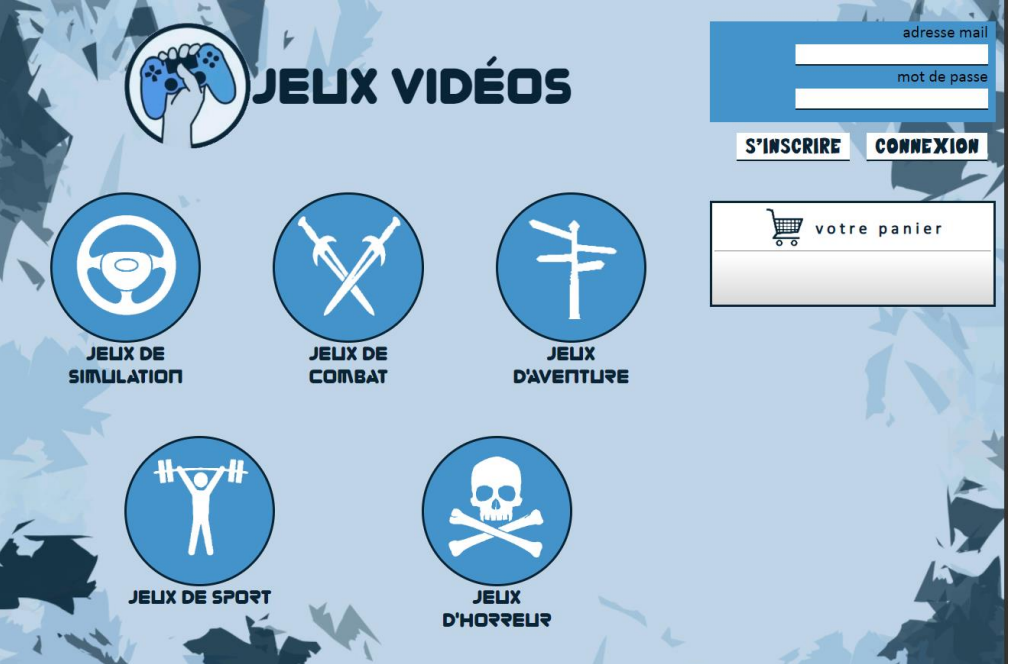 JEUX VIDÉOS
adresse mail
mot de passe
S'INSCRIRE
CONNEXION
votre panier
JEUX DE
SIMULATION
JEUX DE
COMBAT
JEUX
D'AVENTURE
JEUX DE SPORT
JEUX
D'HORREUR